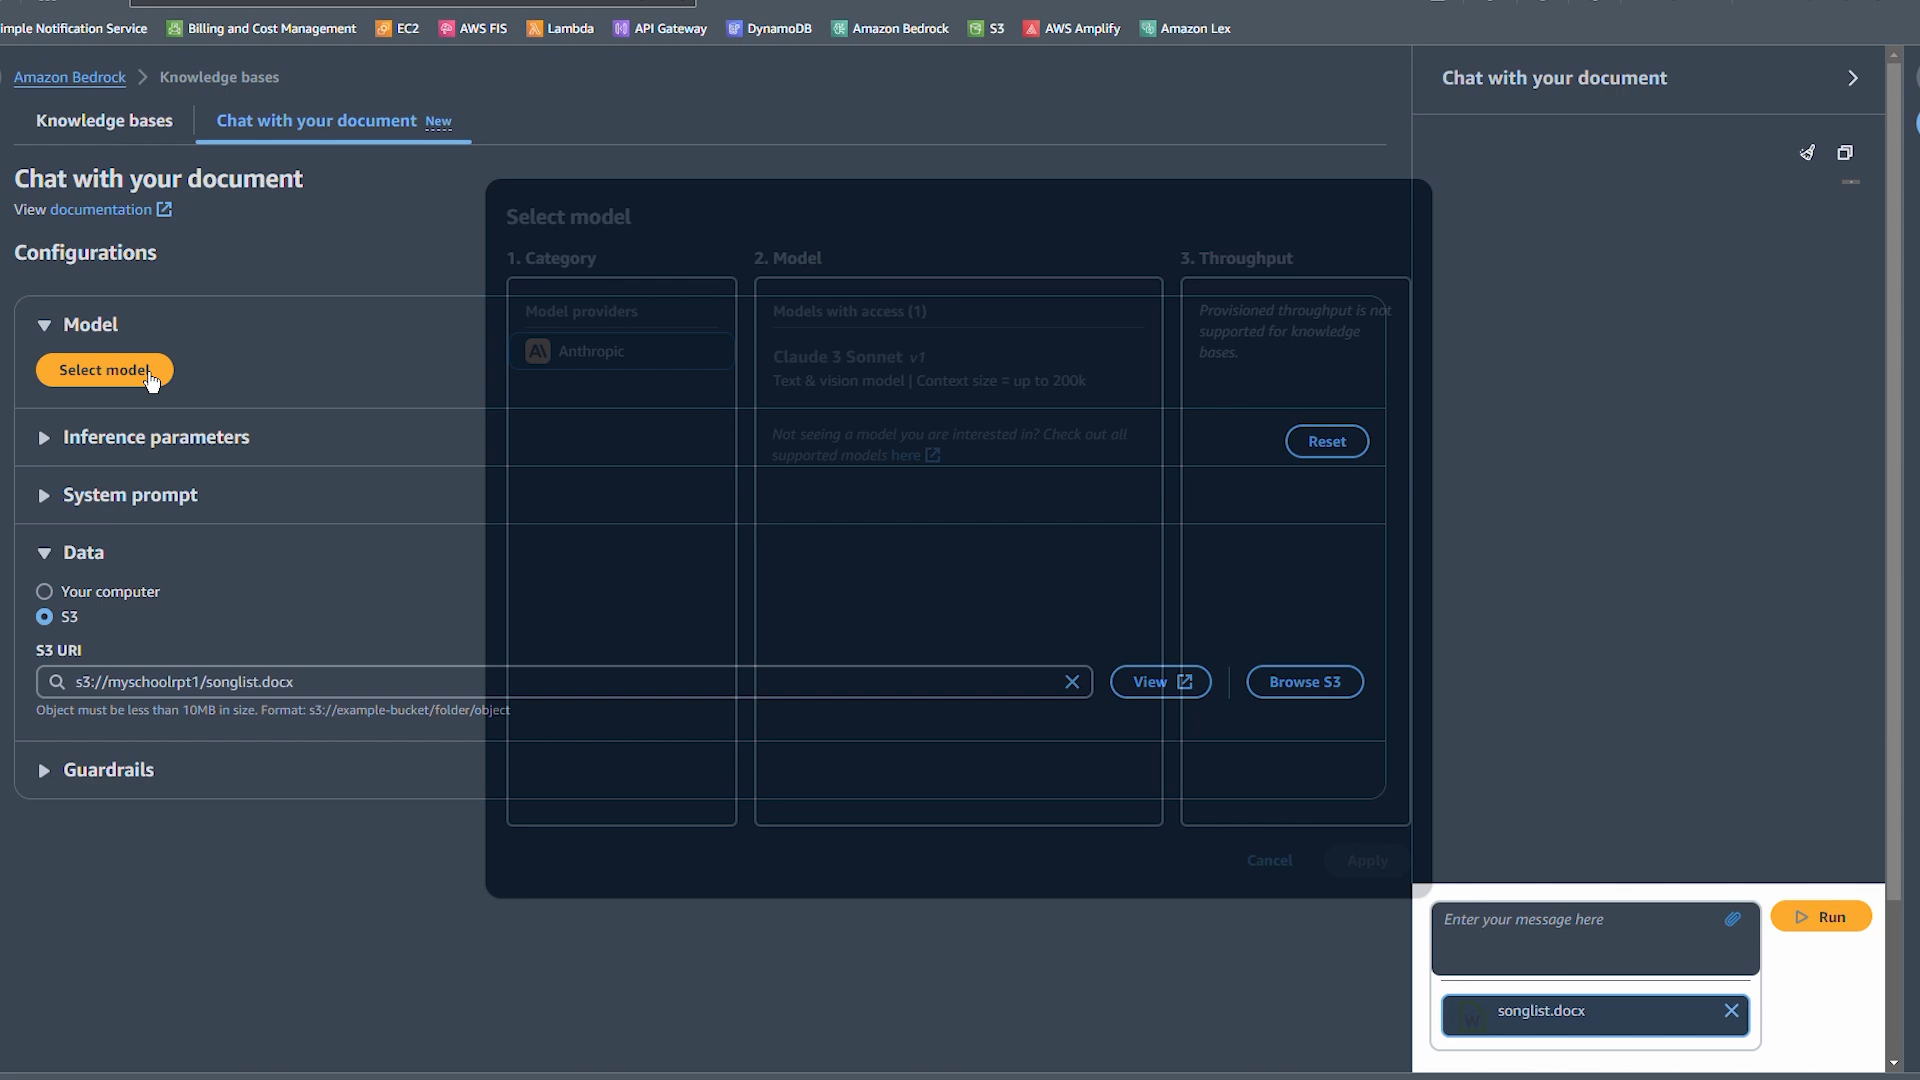 imple Notification Service Billing and Cost Management EC2 AWS FIS Lambda API Gateway DynamoDB Amazon Bedrock S3 AWS Amplify Amazon Lex
Amazon Bedrock Knowledge bases
Knowledge bases Chat with your document New
Chat with your document
View documentation
Configurations
Model
Select model
Inference parameters
Reset
System prompt
Data
Your computer
S3
S3 URI
s3://myschoolrpt1/songlist.docx View Browse S3
Object must be less than 10MB in size. Format: s3://example-bucket/folder/object
Guardrails
Select model
1. Category
Model providers
Anthropic
2. Model
Models with access (1)
Claude 3 Sonnet v1
Text & vision model | Context size = up to 200k
Not seeing a model you are interested in? Check out all
supported models here
3. Throughput
Provisioned throughput is not
supported for knowledge
bases.
Cancel Apply
Chat with your document
Enter your message here
Run
W
songlist.docx